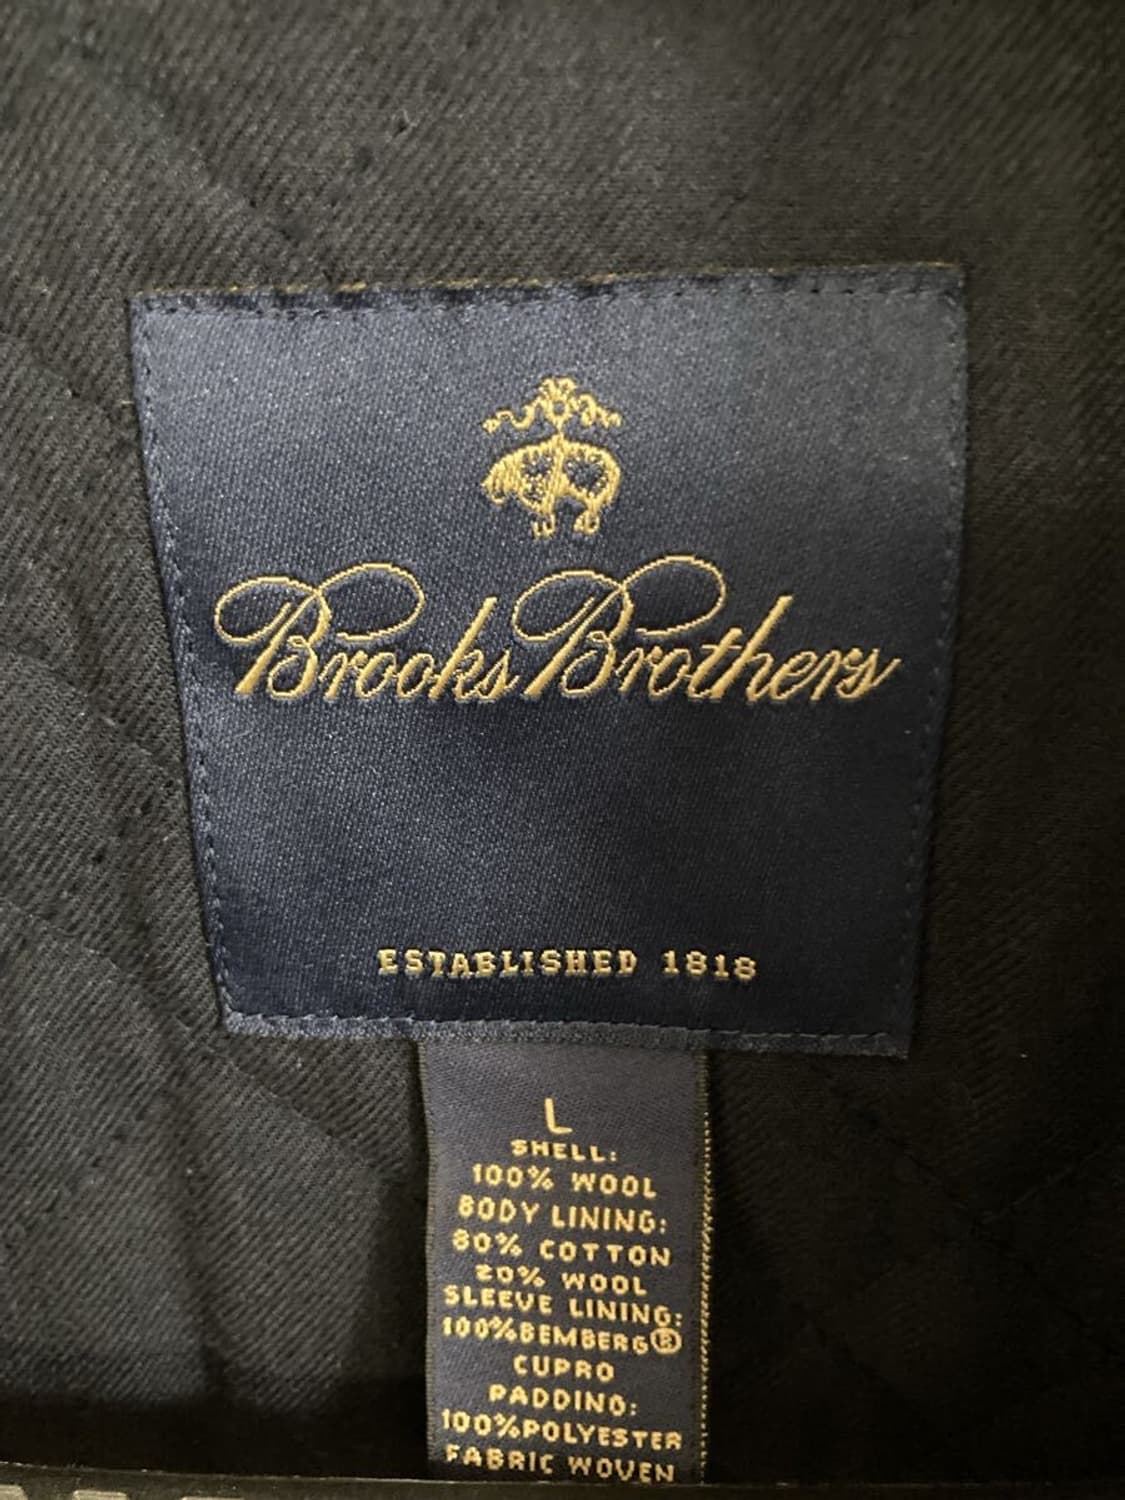 Brooks Brothers
ESTABLISHED 1818
L
SHELL:
100% WOOL
BODY LINING:
80% COTTON
20% WOOL
SLEEVE LINING:
100%BEMBERG®
CUPRO
PADDING:
100%POLYESTER
FABRIC WOVEN